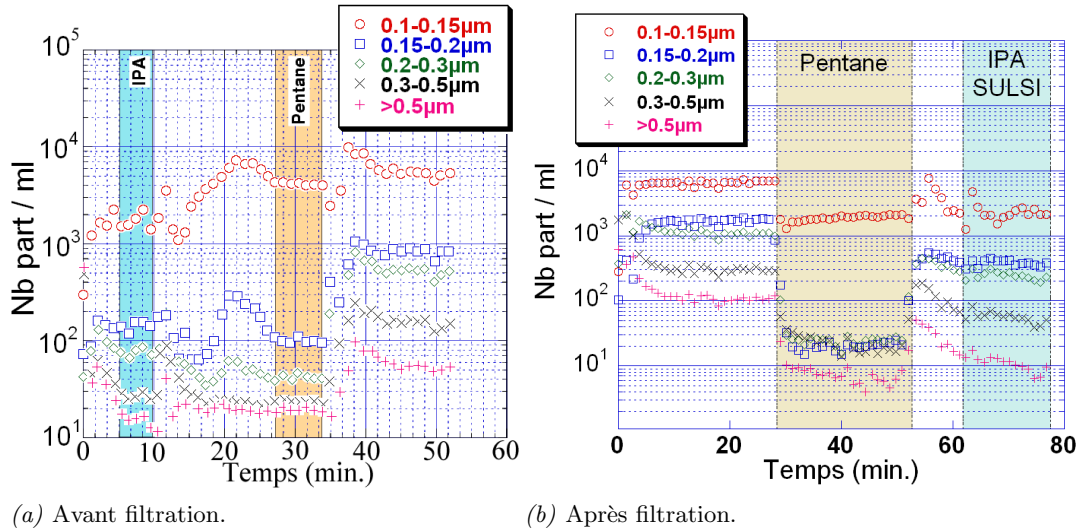 0.1-0.15µm
0.15-0.2µm
0.2-0.3µm
0.3-0.5µm
>0.5µm
IPA
Pentane
Nb part / ml
10^5
10^4
10^3
10^2
10^1
0
10
20
30
40
50
60
Temps (min.)
(a) Avant filtration.
0.1-0.15µm
0.15-0.2µm
0.2-0.3µm
0.3-0.5µm
>0.5µm
Pentane
IPA
SULSI
Nb part / ml
10^4
10^3
10^2
10^1
0
20
40
60
80
Temps (min.)
(b) Après filtration.